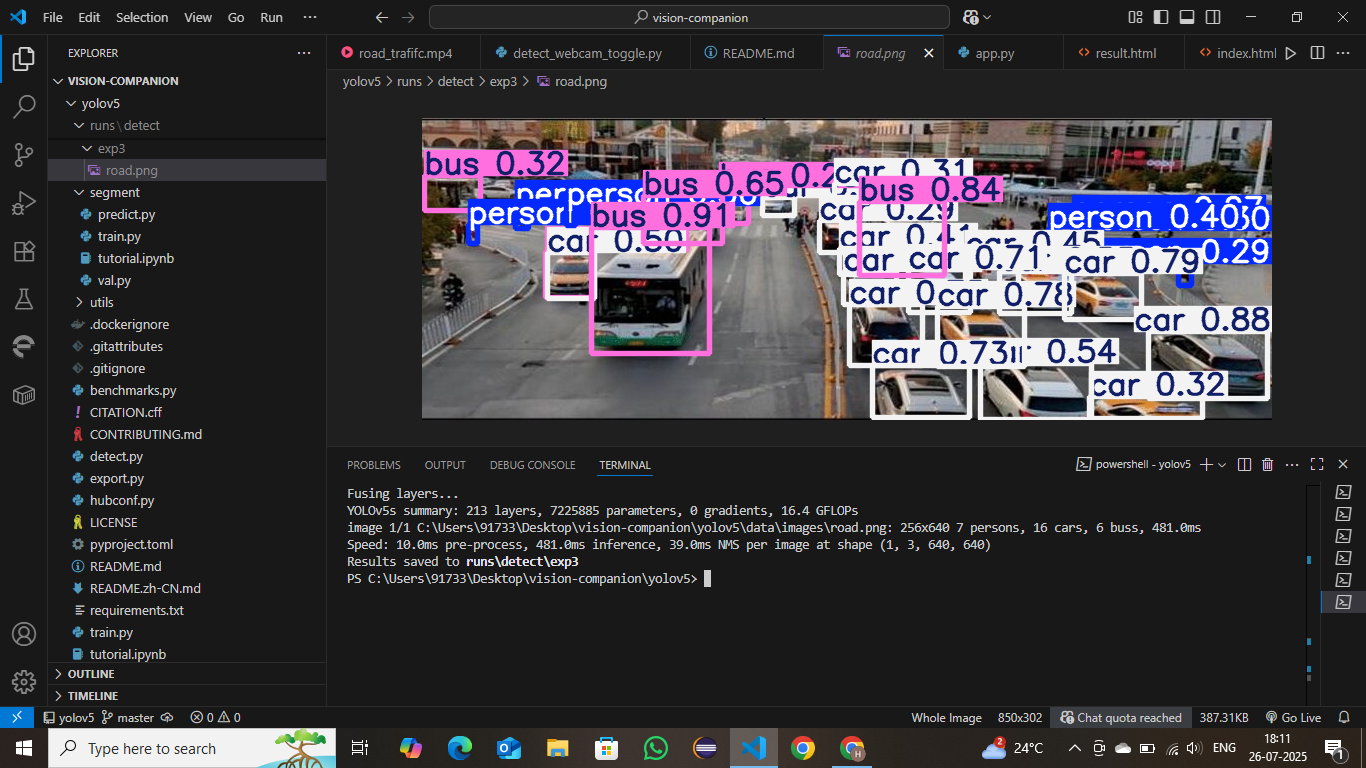 File Edit Selection View Go Run ··· vision-companion
EXPLORER
road_trafifc.mp4 detect_webcam_toggle.py README.md road.png app.py result.html index.html
VISION-COMPANION
yolov5 > runs > detect > exp3 > road.png
yolov5
runs\detect
exp3
road.png
segment
predict.py
train.py
tutorial.ipynb
val.py
utils
.dockerignore
.gitattributes
.gitignore
benchmarks.py
CITATION.cff
CONTRIBUTING.md
detect.py
export.py
hubconf.py
LICENSE
pyproject.toml
README.md
README.zh-CN.md
requirements.txt
train.py
tutorial.ipynb
OUTLINE
TIMELINE
bus 0.32
bus 0.65
car 0.31
bus 0.84
person
bus 0.91
car 0.29
person 0.40
car 0.50
car 0.41
0.45
0.29
car
car 0.71
car 0.79
car
car 0.78
car 0.88
car 0.73
0.54
car 0.32
PROBLEMS OUTPUT DEBUG CONSOLE TERMINAL powershell - yolov5
Fusing layers...
YOLOv5s summary: 213 layers, 7225885 parameters, 0 gradients, 16.4 GFLOPs
image 1/1 C:\Users\91733\Desktop\vision-companion\yolov5\data\images\road.png: 256x640 7 persons, 16 cars, 6 buss, 481.0ms
Speed: 10.0ms pre-process, 481.0ms inference, 39.0ms NMS per image at shape (1, 3, 640, 640)
Results saved to runs\detect\exp3
PS C:\Users\91733\Desktop\vision-companion\yolov5>
yolov5 master 0 0 Whole Image 850x302 Chat quota reached 387.31KB Go Live
Type here to search 2 24°C ENG 18:11
26-07-2025 1